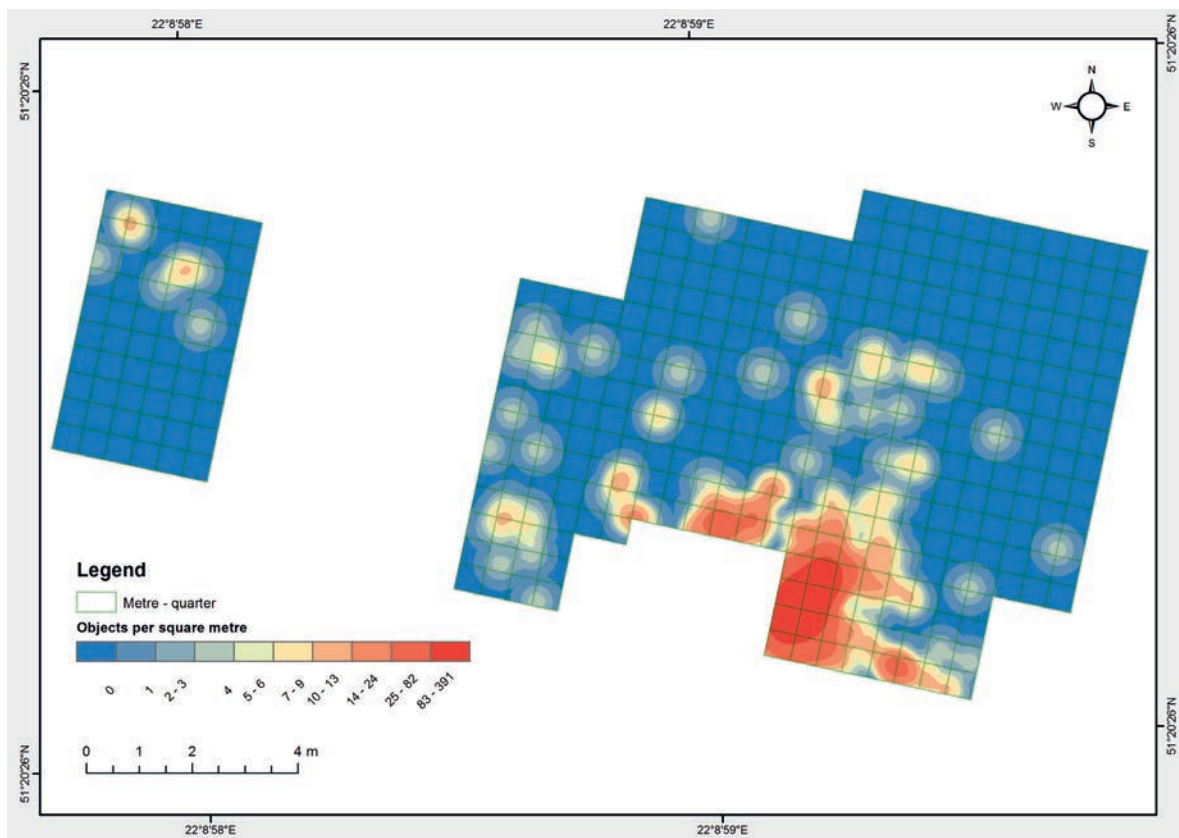 22°8'58"E 22°8'59"E
51°20'26"N
51°20'26"N
N
W E
S
Legend
Metre - quarter
Objects per square metre
0 1 2 - 3 4 5 - 6 7 - 9 10 - 13 14 - 24 25 - 82 83 - 391
0 1 2 4 m
51°20'26"N
51°20'26"N
22°8'58"E 22°8'59"E